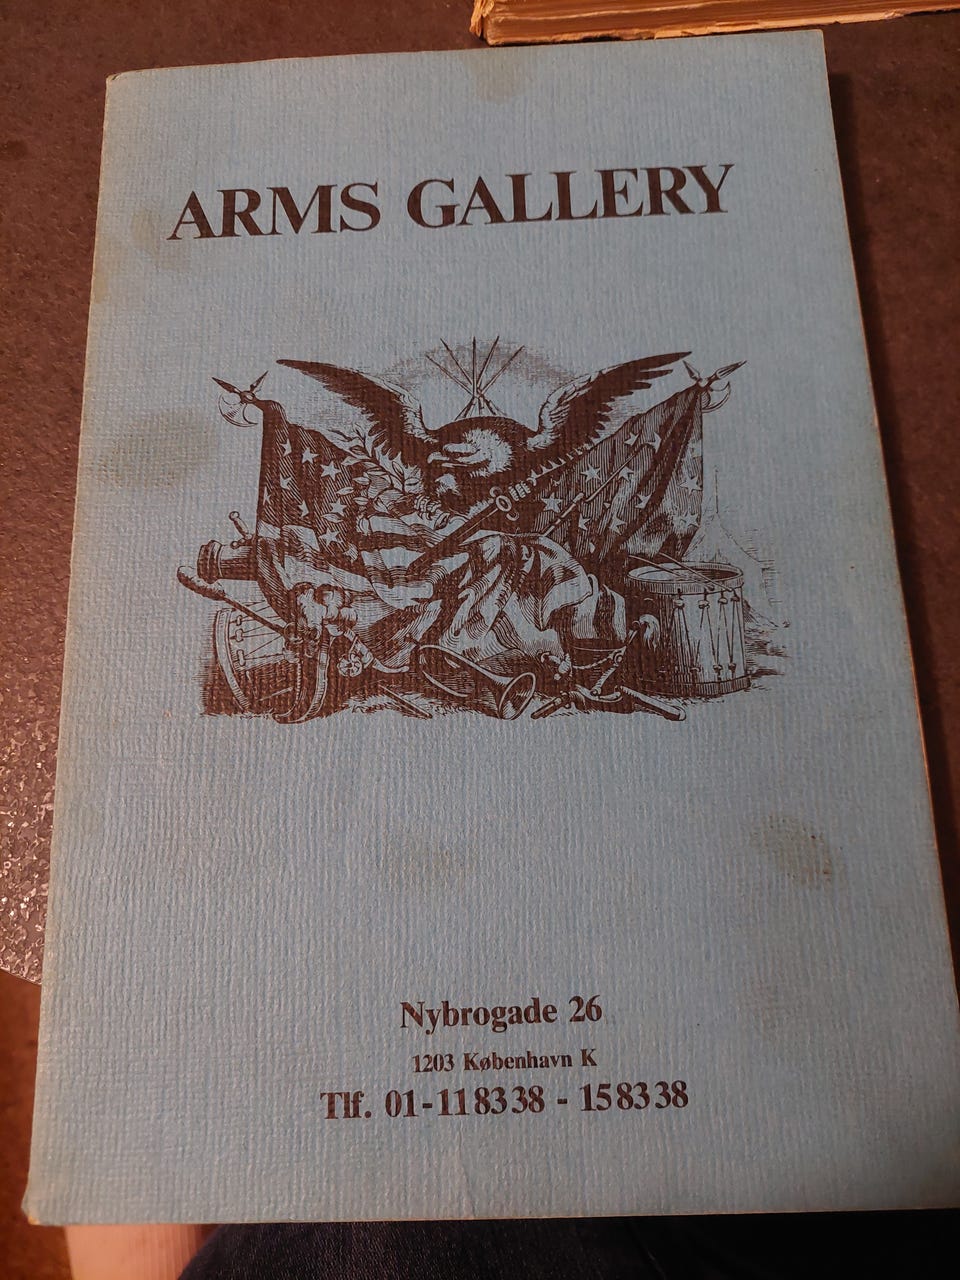 ARMS GALLERY
Nybrogade 26
1203 København K
Tlf. 01-118338 - 158338